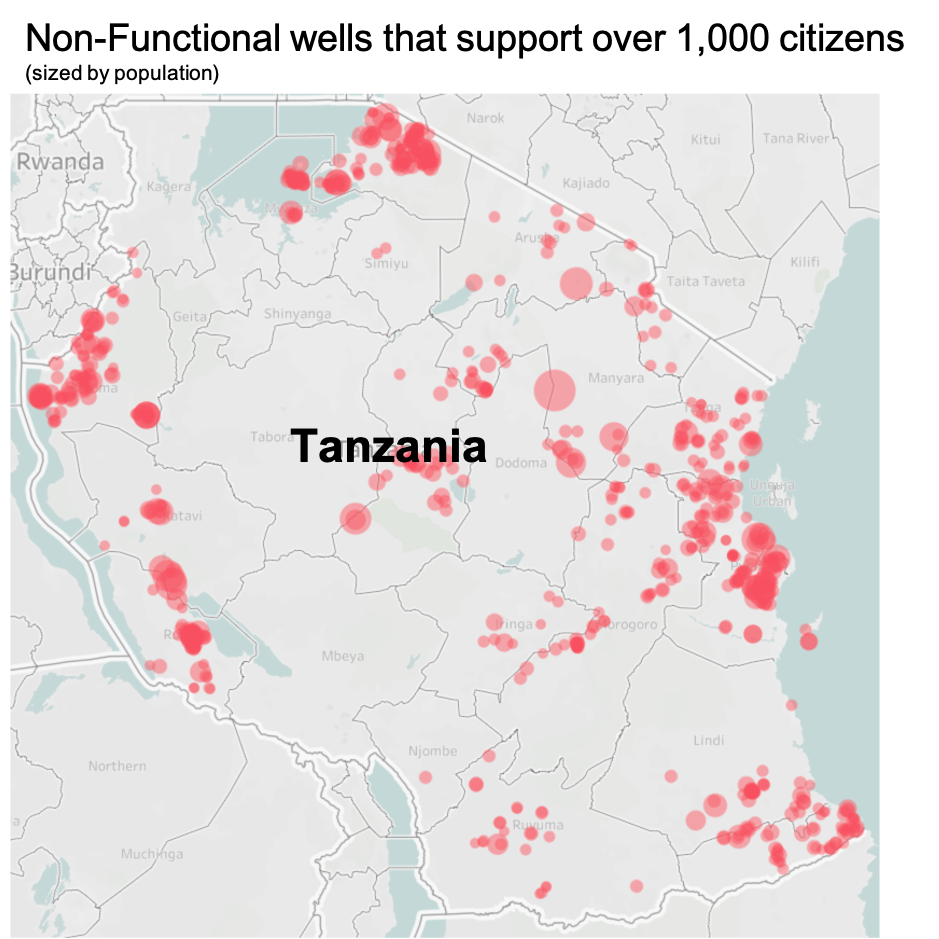 Non-Functional wells that support over 1,000 citizens
(sized by population)
Narok
Kitui
Tana River
Rwanda
Kagera
Kajiado
Arusha
Kilifi
Simiyu
Burundi
Taita Taveta
Geita
Shinyanga
Manyara
Tabora
Tanzania
Dodoma
Unguja
Urban
Katavi
Iringa
Morogoro
Mbeya
Lindi
Njombe
Northern
Ruvuma
Muchinga